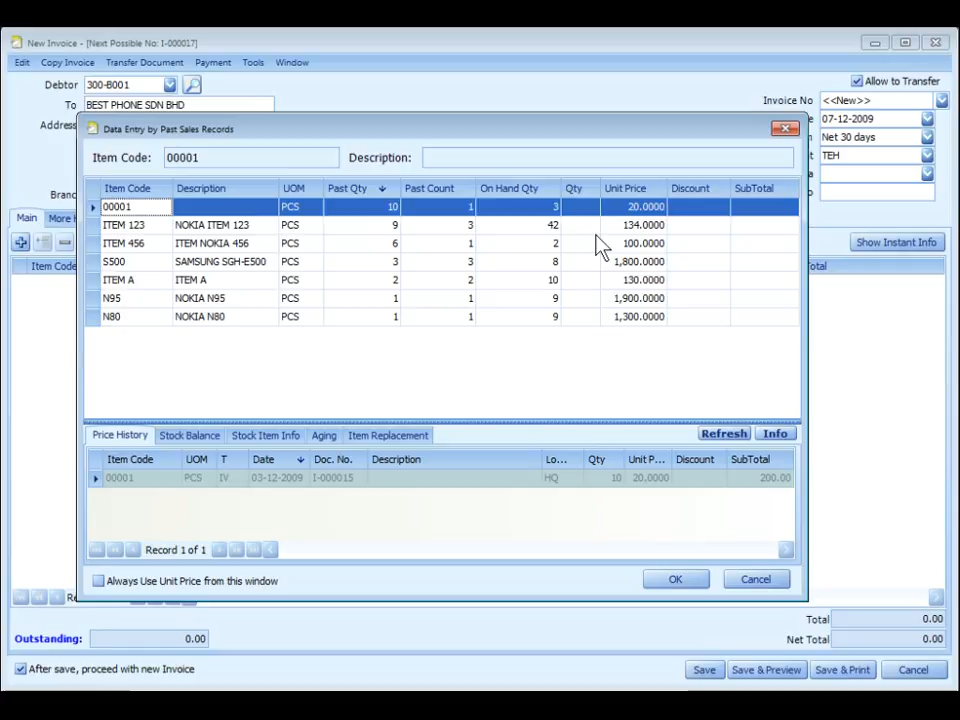 New Invoice - [Next Possible No: I-000017]
Edit Copy Invoice Transfer Document Payment Tools Window
Debtor 300-B001
Allow to Transfer
To BEST PHONE SDN BHD
Invoice No <<New>>
Address
07-12-2009
Net 30 days
TEH
Branc
Main More H
Show Instant Info
Item Code
Data Entry by Past Sales Records
Item Code: 00001 Description:
Item Code Description UOM Past Qty Past Count On Hand Qty Qty Unit Price Discount SubTotal
00001 PCS 10 1 3 20.0000
ITEM 123 NOKIA ITEM 123 PCS 9 3 42 134.0000
ITEM 456 ITEM NOKIA 456 PCS 6 1 2 100.0000
S500 SAMSUNG SGH-E500 PCS 3 3 8 1,800.0000
ITEM A ITEM A PCS 2 2 10 130.0000
N95 NOKIA N95 PCS 1 1 9 1,900.0000
N80 NOKIA N80 PCS 1 1 9 1,300.0000
Price History Stock Balance Stock Item Info Aging Item Replacement Refresh Info
Item Code UOM T Date Doc. No. Description Lo... Qty Unit P... Discount SubTotal
00001 PCS IV 03-12-2009 I-000015 HQ 10 20.0000 200.00
Record 1 of 1
Always Use Unit Price from this window OK Cancel
Total 0.00
Outstanding: 0.00 Net Total 0.00
After save, proceed with new Invoice Save Save & Preview Save & Print Cancel